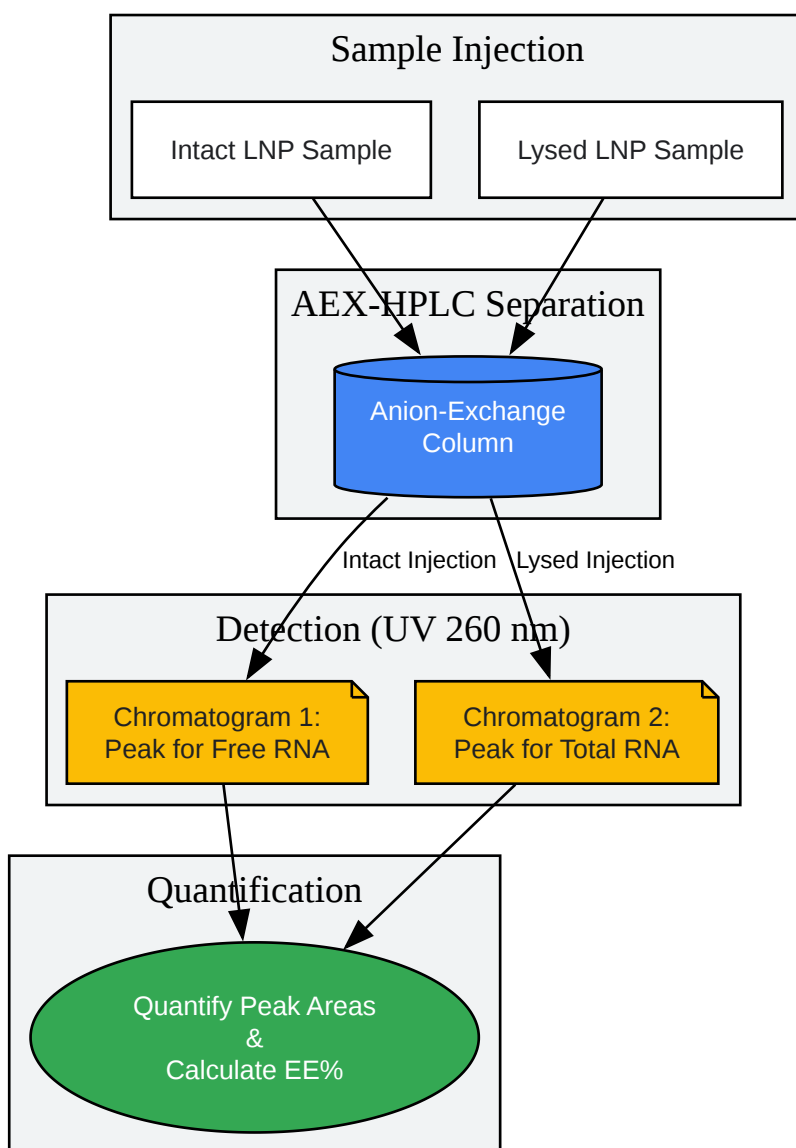 Sample Injection
Intact LNP Sample
Lysed LNP Sample
AEX-HPLC Separation
Anion-Exchange
Column
Intact Injection
Lysed Injection
Detection (UV 260 nm)
Chromatogram 1:
Peak for Free RNA
Chromatogram 2:
Peak for Total RNA
Quantification
Quantify Peak Areas
&
Calculate EE%